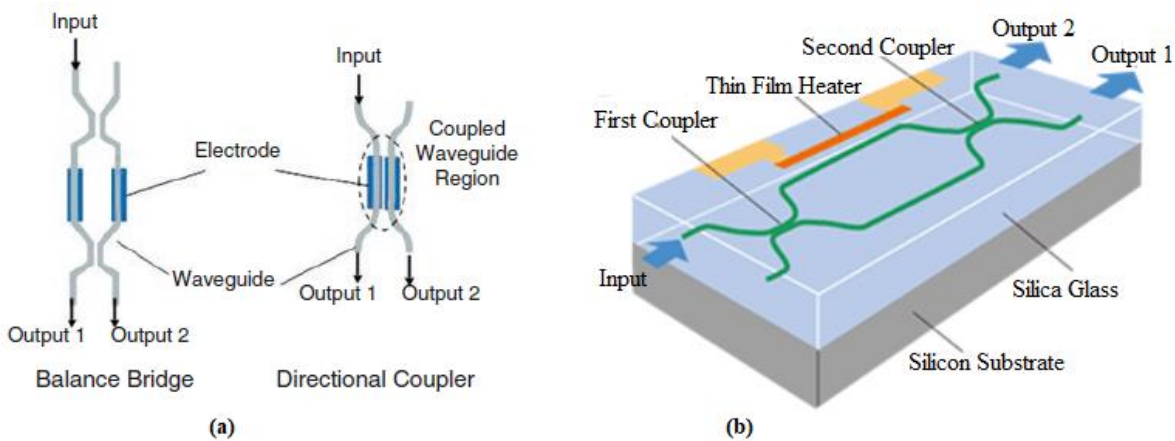 Input
Input
Electrode
Coupled
Waveguide
Region
Waveguide
Output 1
Output 2
Output 1
Output 2
Balance Bridge
Directional Coupler
(a)
Output 2
Second Coupler
Output 1
Thin Film Heater
First Coupler
Input
Silica Glass
Silicon Substrate
(b)